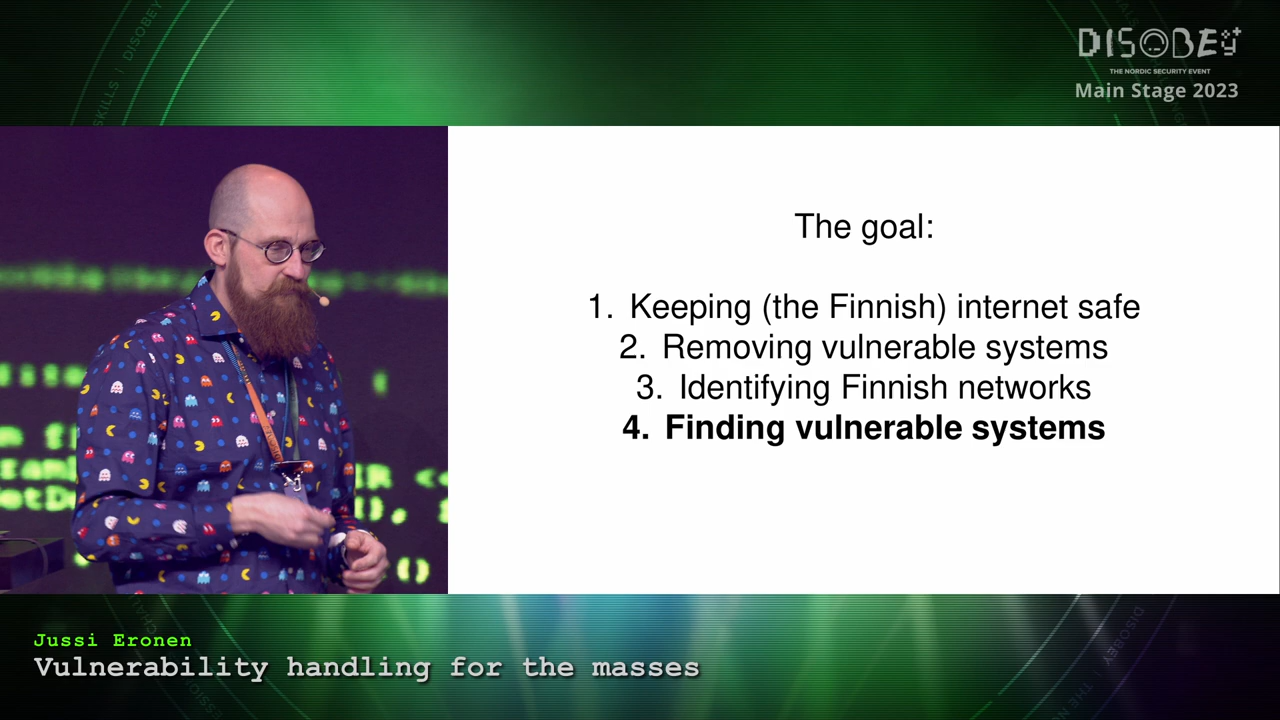 DISOBEY
THE NORDIC SECURITY EVENT
Main Stage 2023
The goal:
1. Keeping (the Finnish) internet safe
2. Removing vulnerable systems
3. Identifying Finnish networks
4. Finding vulnerable systems
Jussi Eronen
Vulnerability handling for the masses